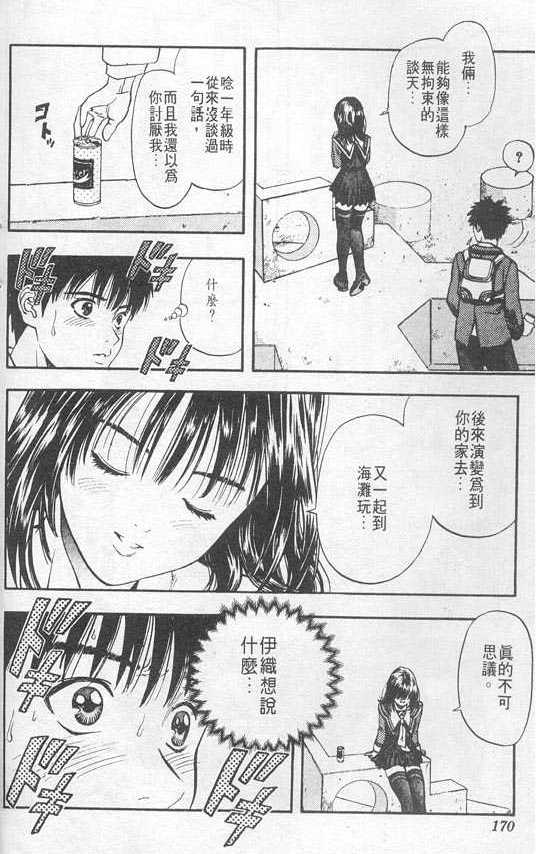 我倆…
能夠像這樣
無拘束的
談天…
？
唸一年級時
從來沒談過
一句話，
而且我還以為
你討厭我…
コトッ
ドキ
ドキ
ドキ
什麼？
後來演變為到
你的家去…
又一起到
海灘玩…
真的不可
思議。
伊織想說
什麼…
ドキ
ドキ
ドキ
ドキ
170